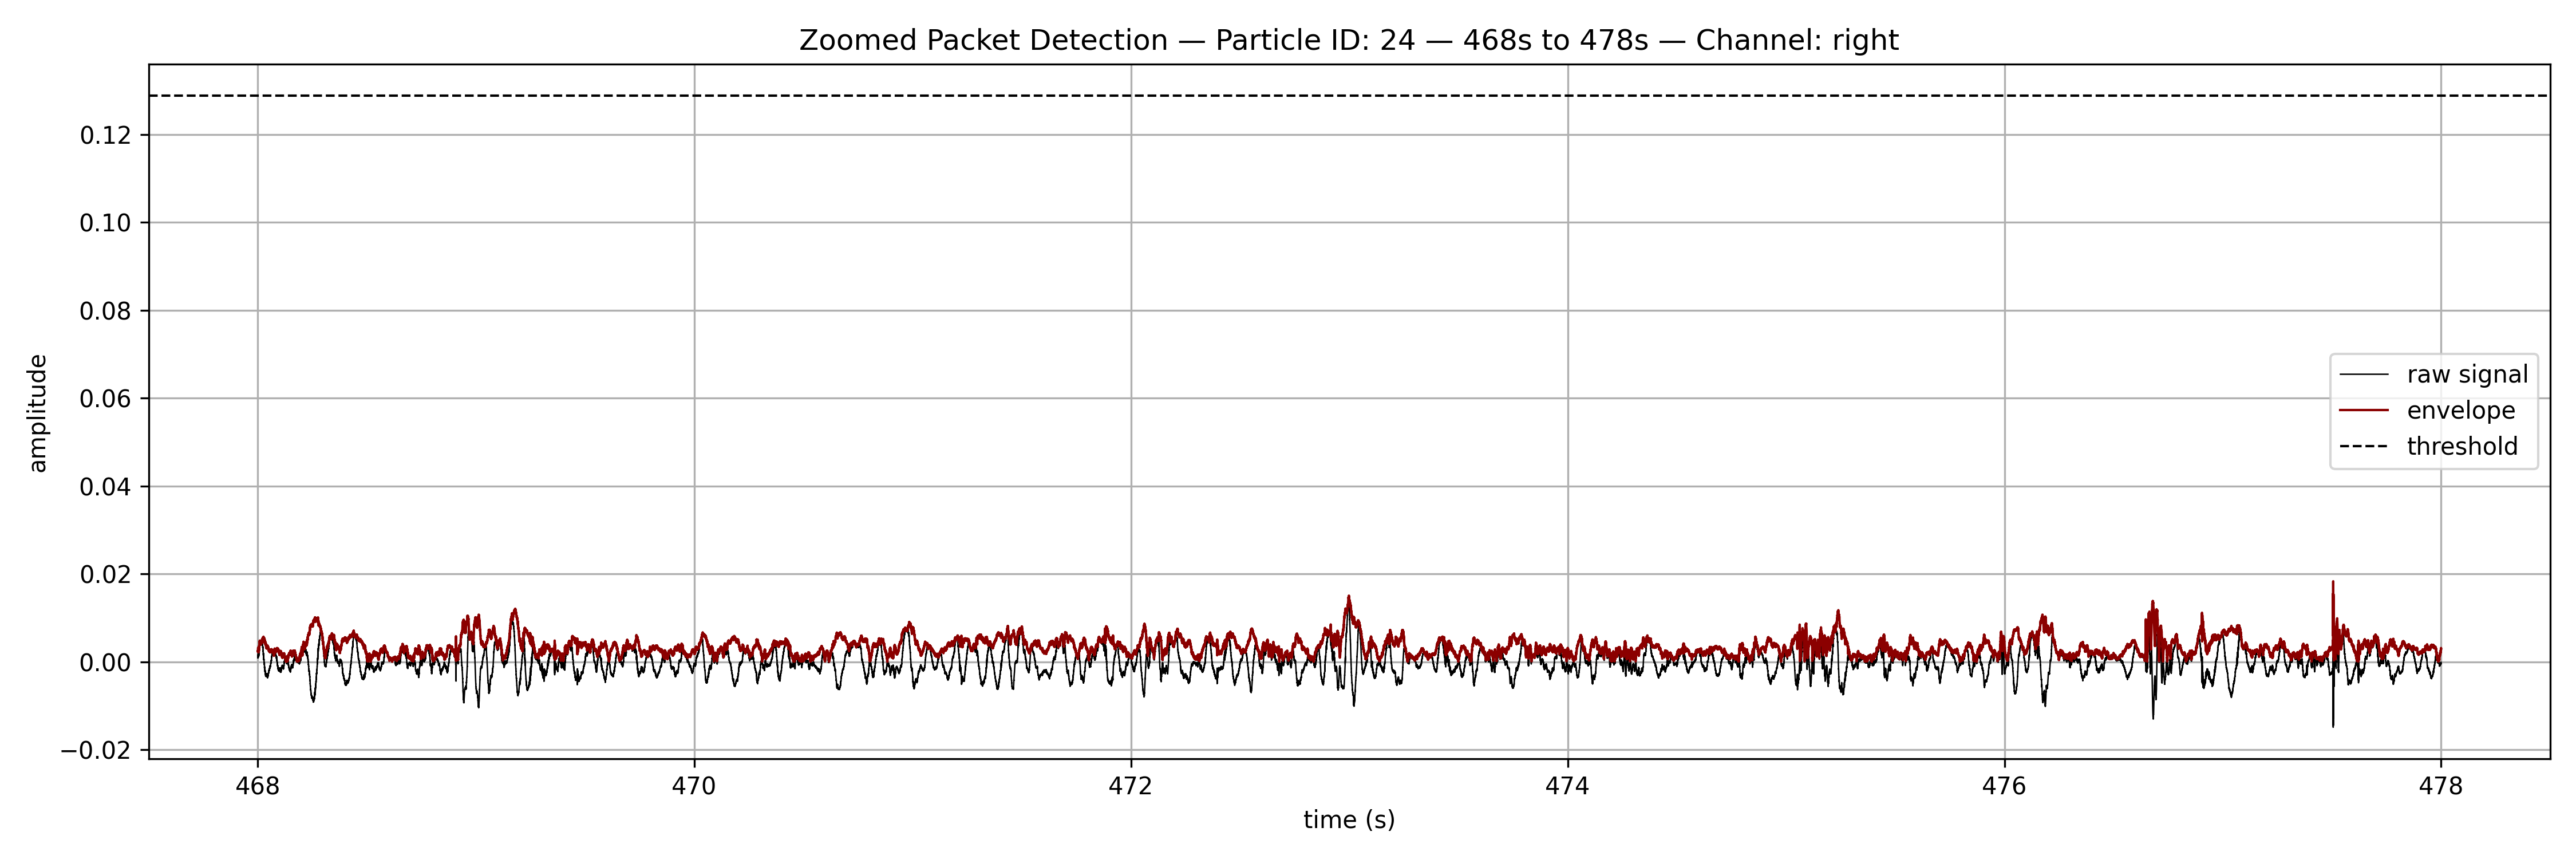 Zoomed Packet Detection — Particle ID: 24 — 468s to 478s — Channel: right
0.12
0.10
0.08
0.06
0.04
0.02
0.00
−0.02
amplitude
raw signal
envelope
threshold
468 470 472 474 476 478
time (s)